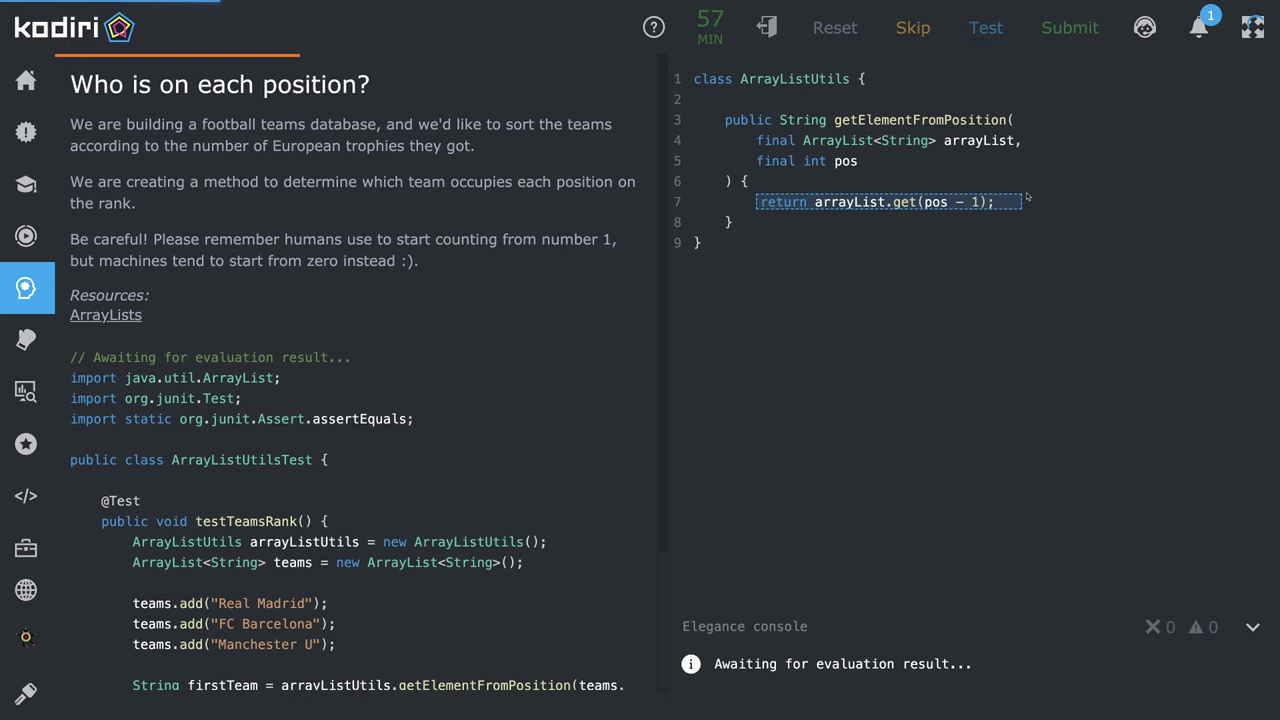 kodiri
57
MIN
Reset
Skip
Test
Submit
1
Who is on each position?
We are building a football teams database, and we'd like to sort the teams
according to the number of European trophies they got.
We are creating a method to determine which team occupies each position on
the rank.
Be careful! Please remember humans use to start counting from number 1,
but machines tend to start from zero instead :).
Resources:
ArrayLists
// Awaiting for evaluation result...
import java.util.ArrayList;
import org.junit.Test;
import static org.junit.Assert.assertEquals;
public class ArrayListUtilsTest {
@Test
public void testTeamsRank() {
ArrayListUtils arrayListUtils = new ArrayListUtils();
ArrayList<String> teams = new ArrayList<String>();
teams.add("Real Madrid");
teams.add("FC Barcelona");
teams.add("Manchester U");
String firstTeam = arrayListUtils.getElementFromPosition(teams.
1 class ArrayListUtils {
2
3 public String getElementFromPosition(
4 final ArrayList<String> arrayList,
5 final int pos
6 ) {
7 return arrayList.get(pos - 1);
8 }
9 }
Elegance console
0
0
Awaiting for evaluation result...